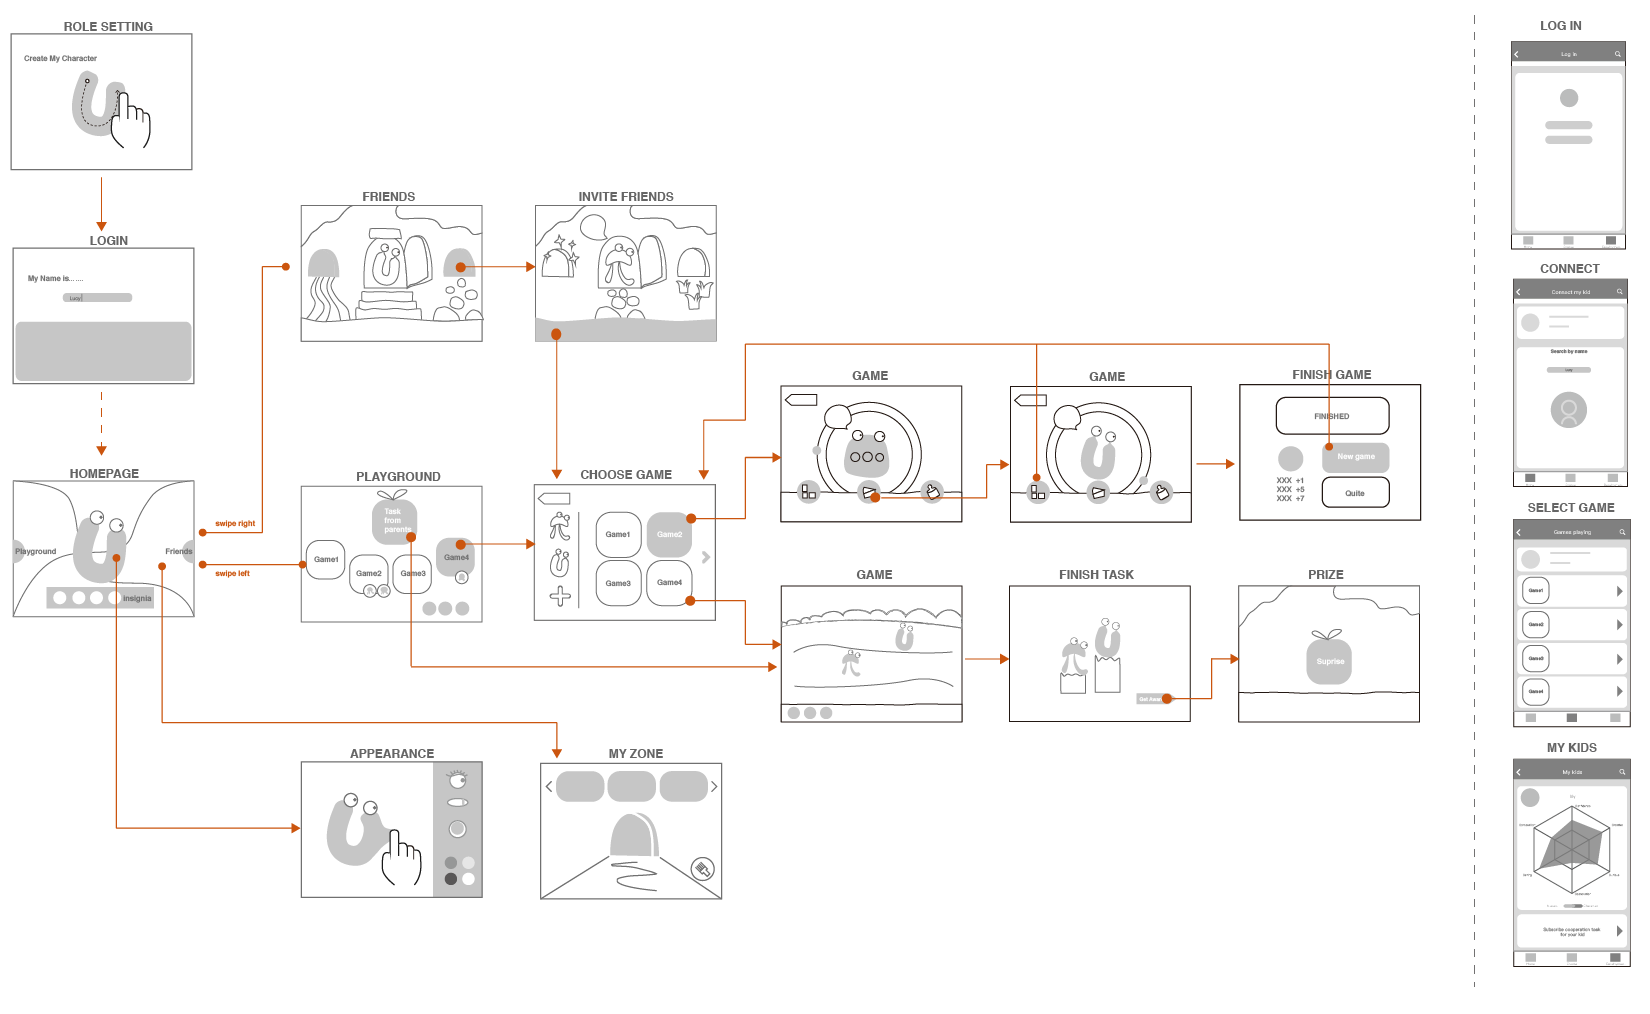 ROLE SETTING
Create My Character
LOGIN
My Name is......
Lucy
HOMEPAGE
Playground
Friends
insignia
swipe right
swipe left
FRIENDS
INVITE FRIENDS
PLAYGROUND
Task
from
parents
Game1
Game2
Game3
Game4
CHOOSE GAME
Game1
Game2
Game3
Game4
GAME
GAME
FINISH GAME
FINISHED
New game
XXX +1
XXX +5
XXX +7
Quite
GAME
FINISH TASK
PRIZE
Suprise
APPEARANCE
MY ZONE
LOG IN
Log in
CONNECT
Connect my kid
Search by name
lucy
SELECT GAME
Games playing
Game1
Game2
Game3
Game4
MY KIDS
My kids
Subscribe cooperation task
for your kid